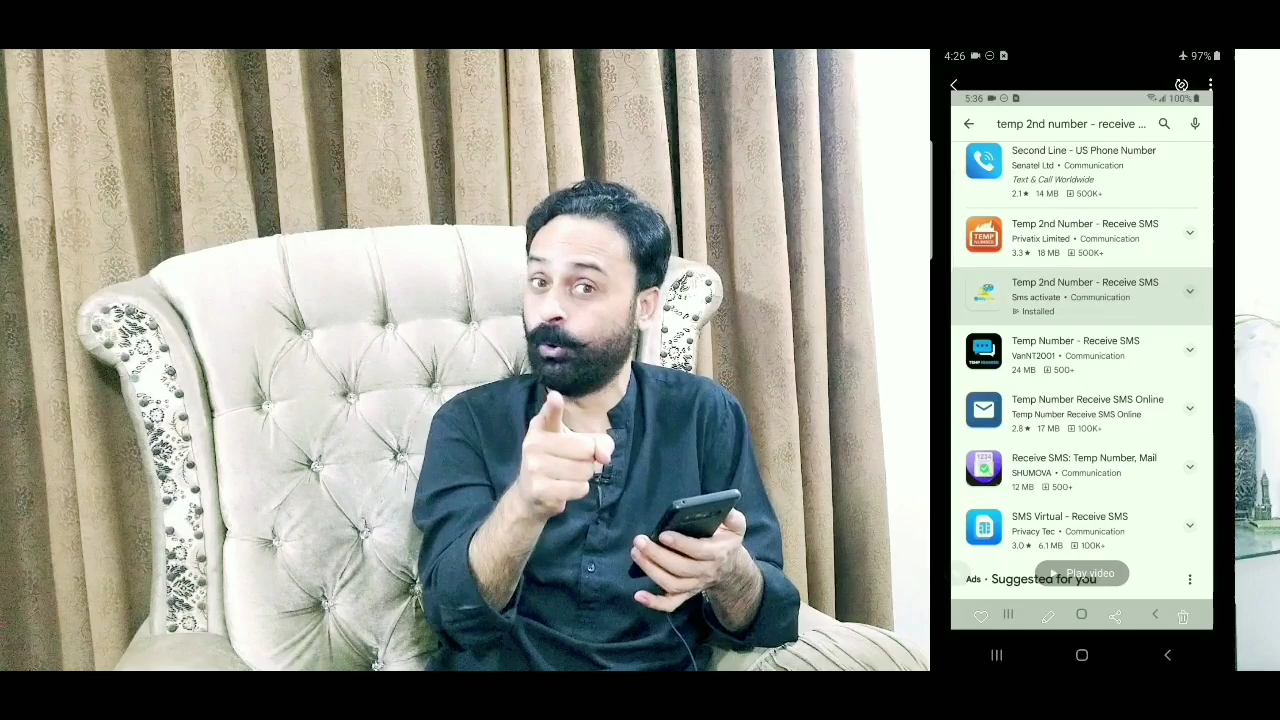 4:26
97%
5:36
100%
temp 2nd number - receive ...
Second Line - US Phone Number
Senatel Ltd • Communication
Text & Call Worldwide
2.1★ 14 MB 500K+
Temp 2nd Number - Receive SMS
Privatix Limited • Communication
3.3★ 18 MB 500K+
TEMP
NUMBER
Temp 2nd Number - Receive SMS
Sms activate • Communication
Installed
Temp Number - Receive SMS
VanNT2001 • Communication
24 MB 500+
TEMP NUMBER
Temp Number Receive SMS Online
Temp Number Receive SMS Online
2.8★ 17 MB 100K+
Receive SMS: Temp Number, Mail
SHUMOVA • Communication
12 MB 500+
1234
SMS Virtual - Receive SMS
Privacy Tec • Communication
3.0★ 6.1 MB 100K+
Play video
Ads • Suggested for you